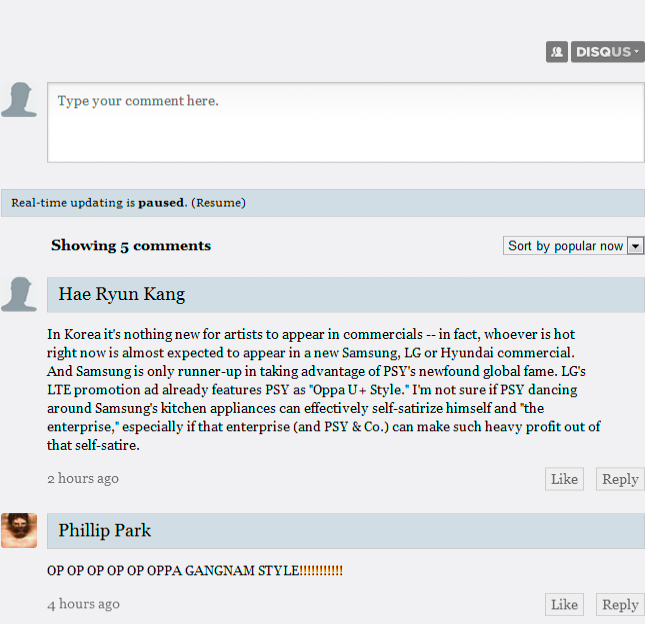 DISQUS
Type your comment here.
Real-time updating is paused. (Resume)
Showing 5 comments
Sort by popular now
Hae Ryun Kang
In Korea it's nothing new for artists to appear in commercials -- in fact, whoever is hot
right now is almost expected to appear in a new Samsung, LG or Hyundai commercial.
And Samsung is only runner-up in taking advantage of PSY's newfound global fame. LG's
LTE promotion ad already features PSY as "Oppa U+ Style." I'm not sure if PSY dancing
around Samsung's kitchen appliances can effectively self-satirize himself and "the
enterprise," especially if that enterprise (and PSY & Co.) can make such heavy profit out of
that self-satire.
2 hours ago
Like
Reply
Phillip Park
OP OP OP OP OP OPPA GANGNAM STYLE!!!!!!!!!!!
4 hours ago
Like
Reply